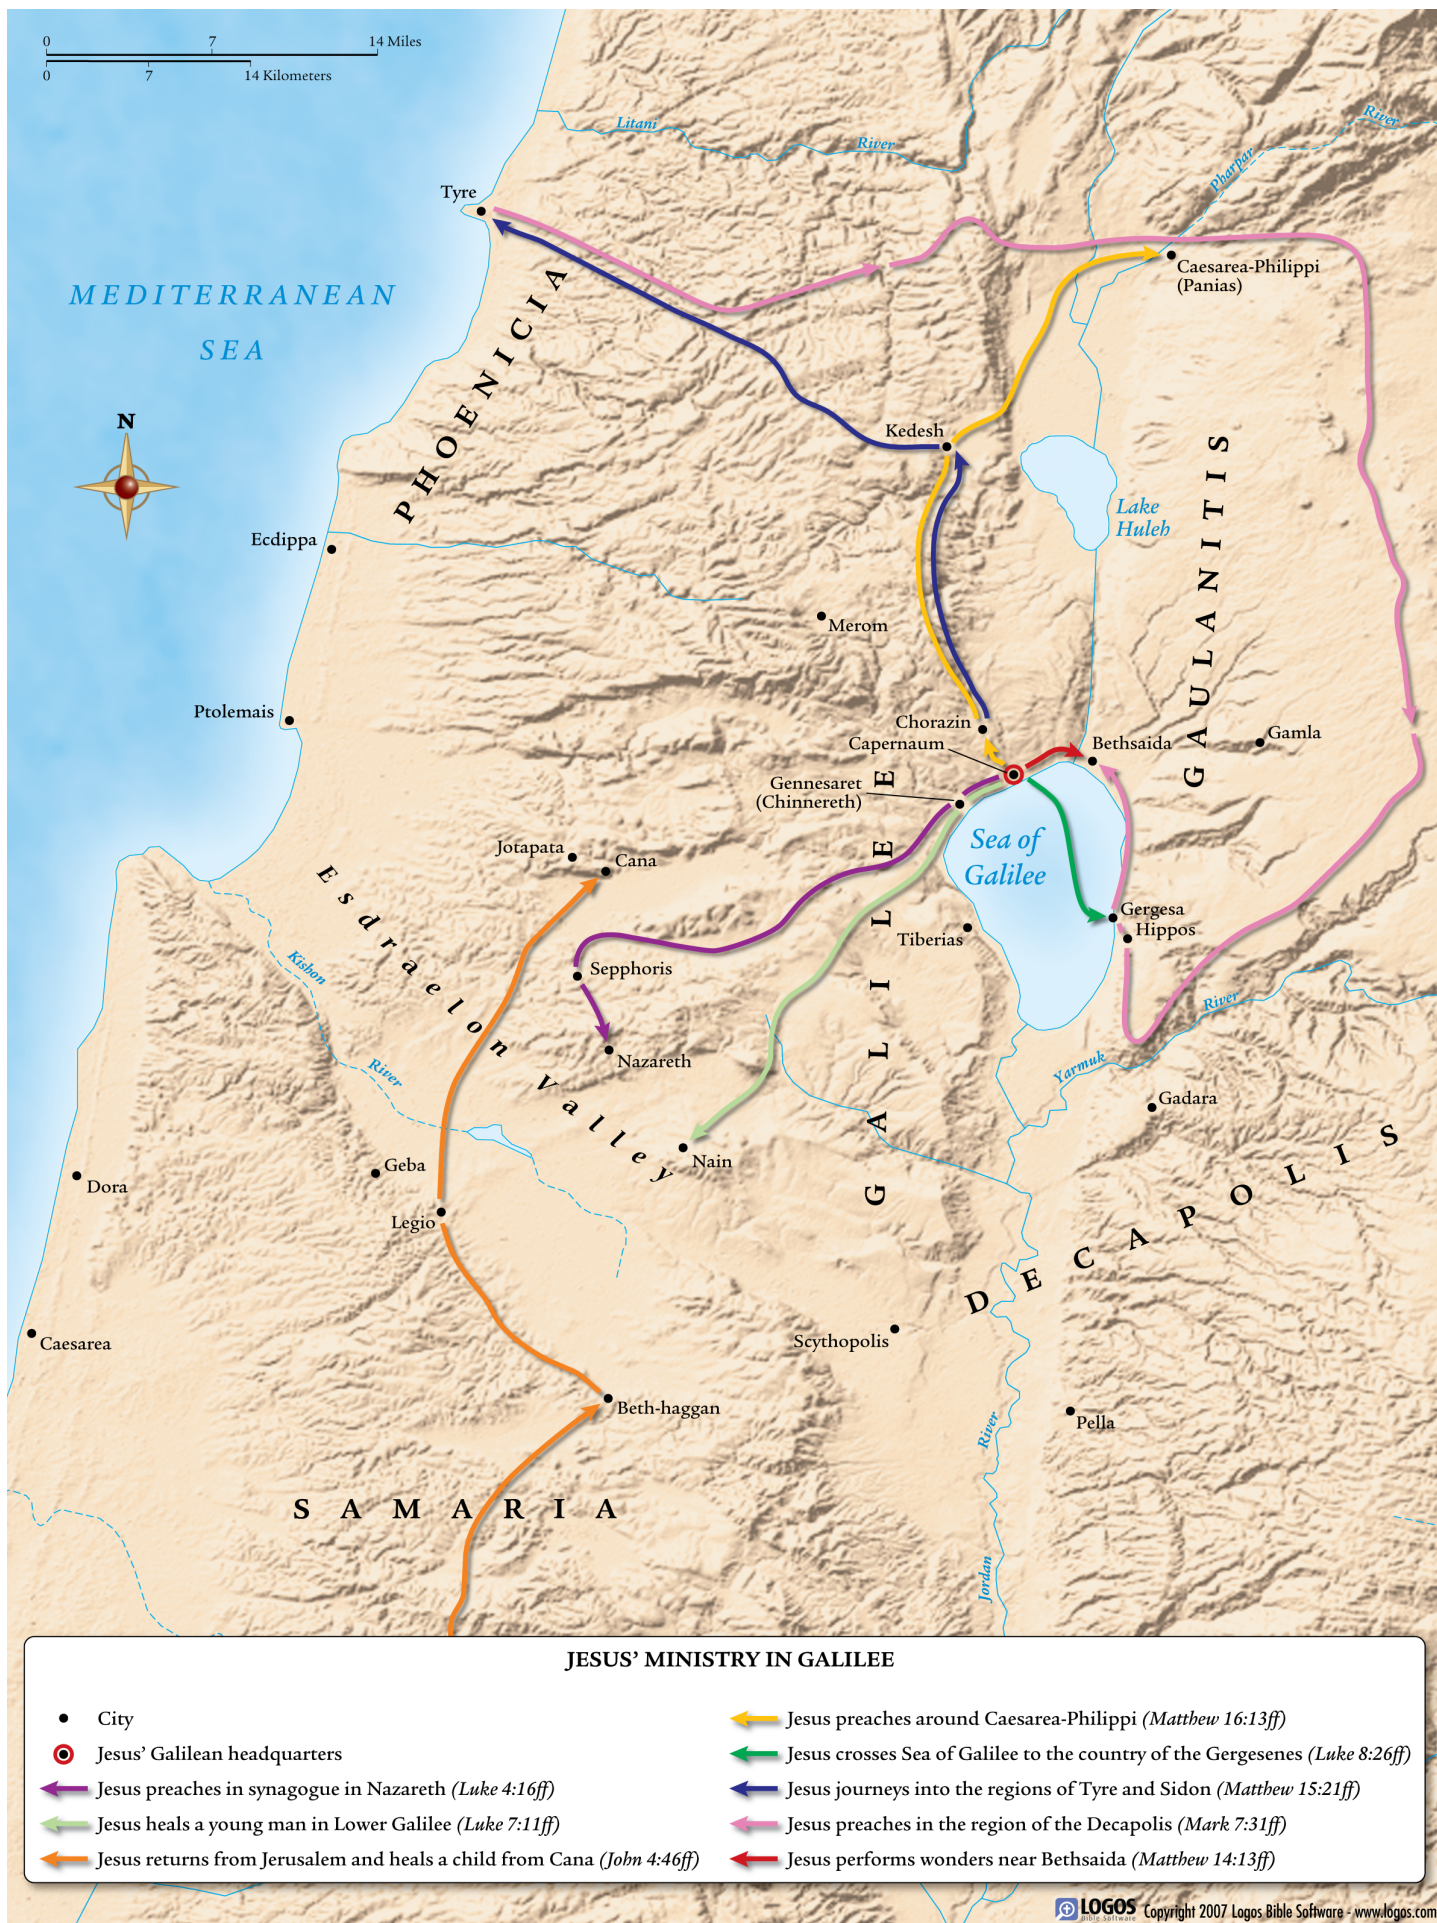 0 7 14 Miles
0 7 14 Kilometers
Litani
River
River
Pharpar
Tyre
Caesarea-Philippi
(Panias)
MEDITERRANEAN
SEA
PHOENICIA
N
Kedesh
Lake
Huleh
GAULANITIS
Ecdippa
Merom
Ptolemais
Chorazin
Capernaum
Bethsaida
Gamla
Gennesaret
(Chinnereth)
Sea of
Galilee
Jotapata
Cana
Esdraelon Valley
GALILEE
Gergesa
Hippos
Tiberias
Kishon
River
Sepphoris
Nazareth
River
Yarmuk
Gadara
Nain
Geba
Dora
Legio
DECAPOLIS
Caesarea
Scythopolis
Beth-haggan
Pella
River
Jordan
SAMARIA
JESUS’ MINISTRY IN GALILEE
City
Jesus’ Galilean headquarters
Jesus preaches in synagogue in Nazareth (Luke 4:16ff)
Jesus heals a young man in Lower Galilee (Luke 7:11ff)
Jesus returns from Jerusalem and heals a child from Cana (John 4:46ff)
Jesus preaches around Caesarea-Philippi (Matthew 16:13ff)
Jesus crosses Sea of Galilee to the country of the Gergesenes (Luke 8:26ff)
Jesus journeys into the regions of Tyre and Sidon (Matthew 15:21ff)
Jesus preaches in the region of the Decapolis (Mark 7:31ff)
Jesus performs wonders near Bethsaida (Matthew 14:13ff)
LOGOS
Bible Software
Copyright 2007 Logos Bible Software - www.logos.com